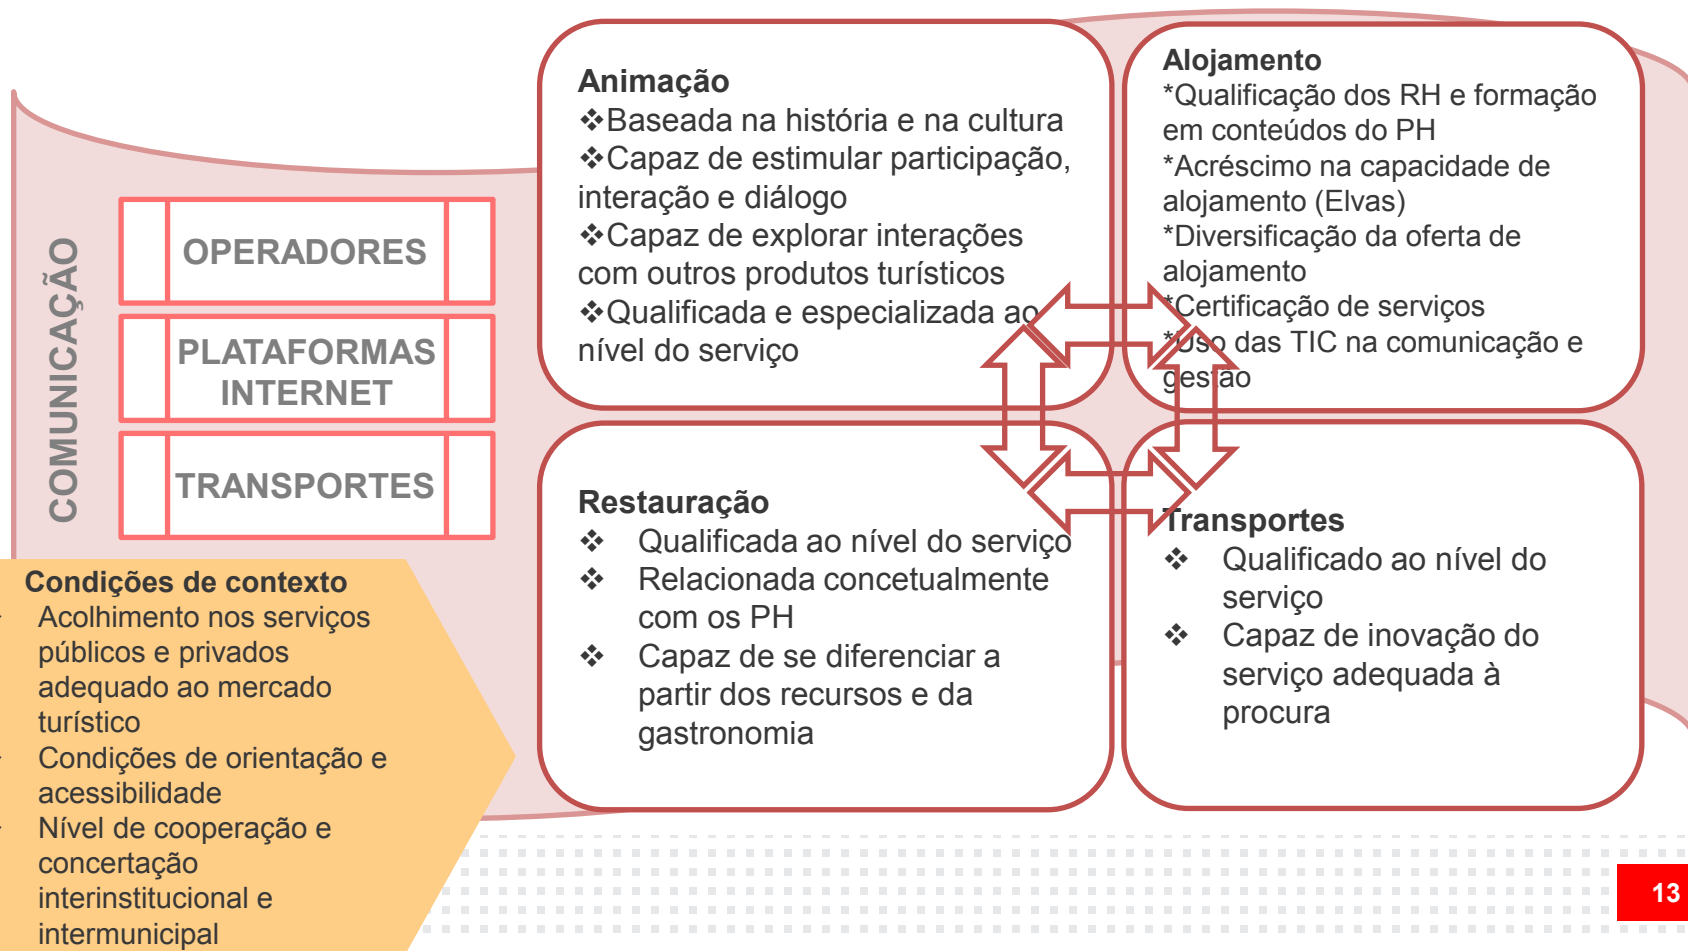 COMUNICAÇÃO
OPERADORES
PLATAFORMAS
INTERNET
TRANSPORTES
Condições de contexto
Acolhimento nos serviços
públicos e privados
adequado ao mercado
turístico
Condições de orientação e
acessibilidade
Nível de cooperação e
concertação
interinstitucional e
intermunicipal
Animação
❖Baseada na história e na cultura
❖Capaz de estimular participação,
interação e diálogo
❖Capaz de explorar interações
com outros produtos turísticos
❖Qualificada e especializada ao
nível do serviço
Alojamento
*Qualificação dos RH e formação
em conteúdos do PH
*Acréscimo na capacidade de
alojamento (Elvas)
*Diversificação da oferta de
alojamento
*Certificação de serviços
*Uso das TIC na comunicação e
gestão
Restauração
❖ Qualificada ao nível do serviço
❖ Relacionada concetualmente
com os PH
❖ Capaz de se diferenciar a
partir dos recursos e da
gastronomia
Transportes
❖ Qualificado ao nível do
serviço
❖ Capaz de inovação do
serviço adequada à
procura
13